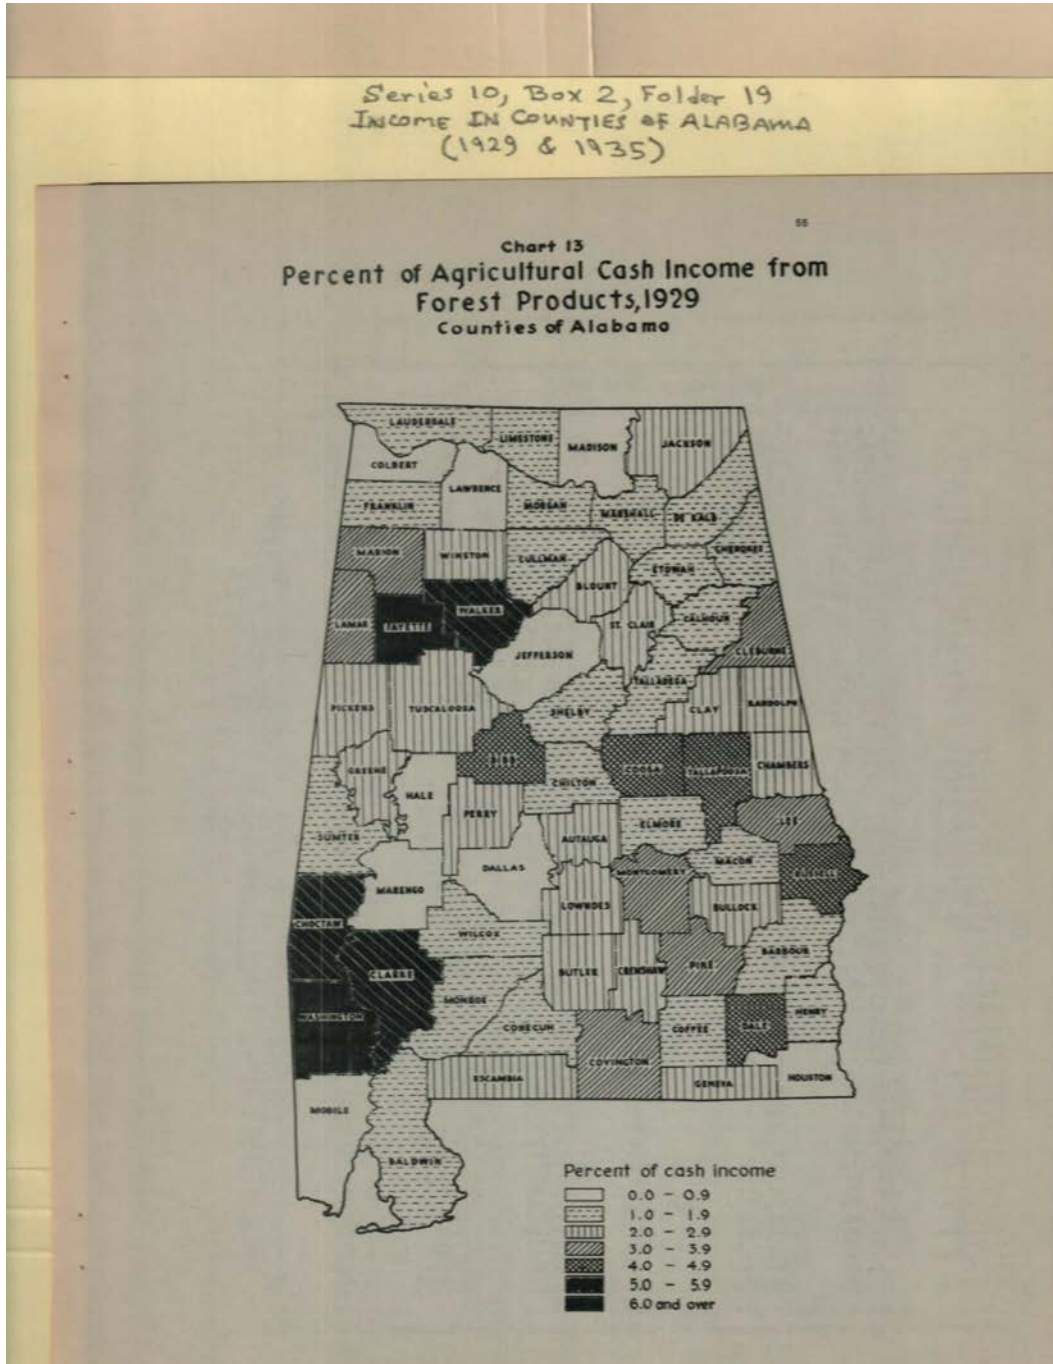 Series 10, Box 2, Folder 19
INCOME IN COUNTIES OF ALABAMA
(1929 & 1935)
55
Chart 13
Percent of Agricultural Cash Income from
Forest Products, 1929
Counties of Alabama
LAUDERDALE
LIMESTONE
MADISON
JACKSON
COLBERT
LAWRENCE
FRANKLIN
MORGAN
MARSHALL
DE KALB
MARION
WINSTON
CULLMAN
CHEROKEE
ETOWAH
BLOUNT
LAMAR
FAYETTE
WALKER
ST. CLAIR
CALHOUN
CLEBURNE
JEFFERSON
TALLADEGA
PICKENS
TUSCALOOSA
SHELBY
CLAY
RANDOLPH
GREENE
BIBB
COOSA
TALLAPOOSA
CHAMBERS
HALE
CHILTON
PERRY
ELMORE
LEE
SUMTER
AUTAUGA
DALLAS
MACON
MONTGOMERY
RUSSELL
MARENGO
LOWNDES
BULLOCK
CHOCTAW
WILCOX
BARBOUR
CLARKE
BUTLER
CRENSHAW
PIKE
MONROE
WASHINGTON
CONECUH
COFFEE
DALE
HENRY
COVINGTON
ESCAMBIA
GENEVA
HOUSTON
MOBILE
BALDWIN
Percent of cash income
0.0 - 0.9
1.0 - 1.9
2.0 - 2.9
3.0 - 3.9
4.0 - 4.9
5.0 - 5.9
6.0 and over